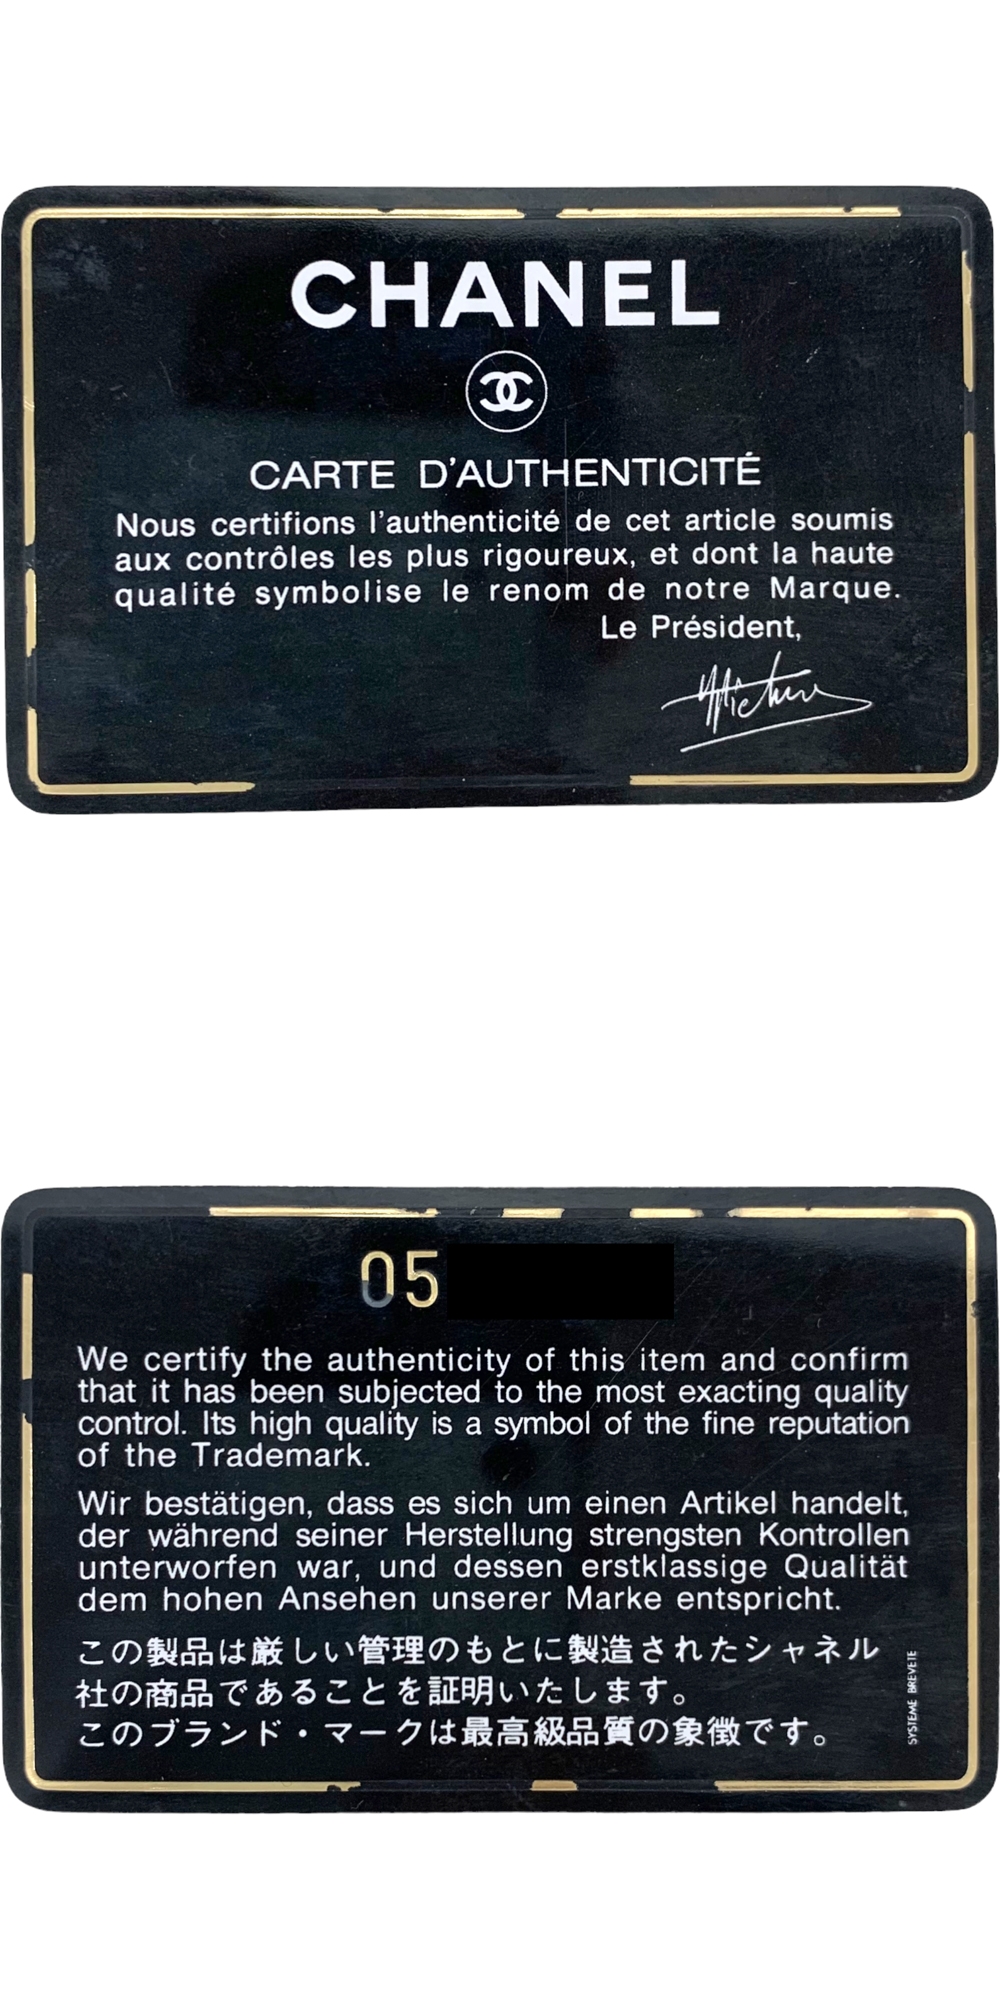 CHANEL
CARTE D'AUTHENTICITÉ
Nous certifions l'authenticité de cet article soumis
aux contrôles les plus rigoureux, et dont la haute
qualité symbolise le renom de notre Marque.
Le Président,
05
We certify the authenticity of this item and confirm
that it has been subjected to the most exacting quality
control. Its high quality is a symbol of the fine reputation
of the Trademark.
Wir bestätigen, dass es sich um einen Artikel handelt,
der während seiner Herstellung strengsten Kontrollen
unterworfen war, und dessen erstklassige Qualität
dem hohen Ansehen unserer Marke entspricht.
この製品は厳しい管理のもとに製造されたシャネル
社の商品であることを証明いたします。
このブランド・マークは最高級品質の象徴です。
SYSTEME BREVETE